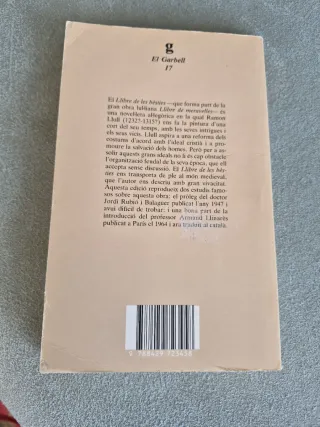 g
El Garbell
17
El Llibre de les bèsties —que forma part de la
gran obra lul·liana Llibre de meravelles— és
una novel·leta al·legòrica en la qual Ramon
Llull (1232?-1315?) ens fa la pintura d'una
cort del seu temps, amb les seves intrigues i
els seus vicis. Llull aspira a una reforma dels
costums d'acord amb l'ideal cristià i a pro-
mostre la salvació dels homes. Però per a as-
solir aquests grans ideals no li és cap obstacle
l'organització feudal de la seva època, que ell
accepta sense discussió. El Llibre de les bès-
ties ens transporta de ple al món medieval,
que l'autor ens descriu amb gran vivacitat.
Aquesta edició reprodueix dos estudis famo-
sos sobre aquesta obra: el pròleg del doctor
Jordi Rubió i Balaguer publicat l'any 1947 i
avui difícil de trobar; i una bona part de la
introducció del professor Armand Llinarès
publicat a París el 1964 i ara traduït al català.
9 788429 723458